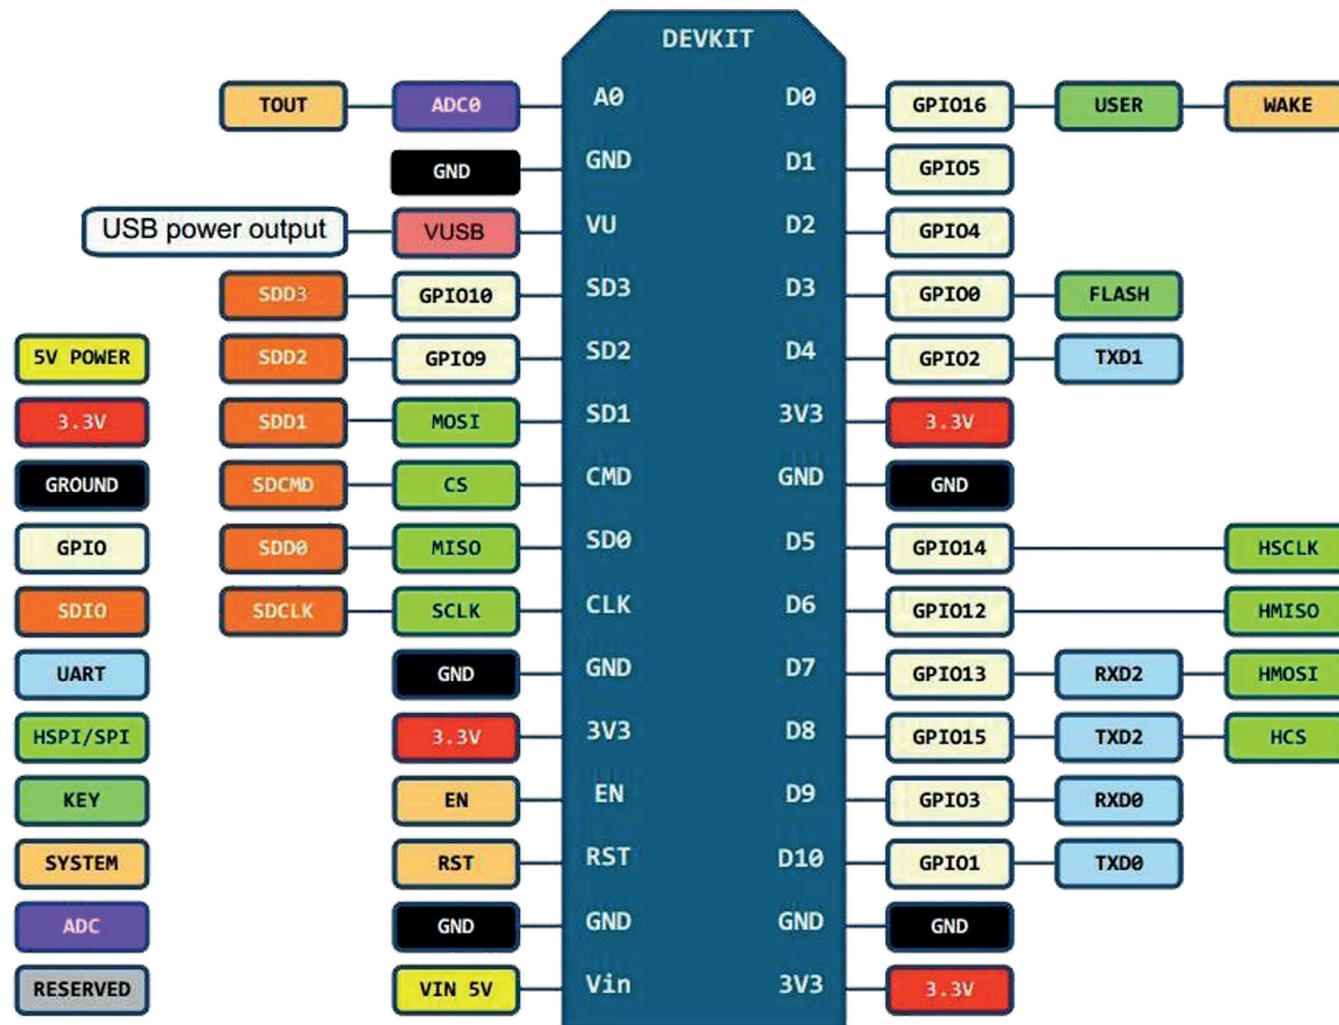 DEVKIT
TOUT ADC0 A0 D0 GPIO16 USER WAKE
GND GND D1 GPIO5
USB power output VUSB VU D2 GPIO4
SDD3 GPIO10 SD3 D3 GPIO0 FLASH
5V POWER SDD2 GPIO9 SD2 D4 GPIO2 TXD1
3.3V SDD1 MOSI SD1 3V3 3.3V
GROUND SDCMD CS CMD GND GND
GPIO SDD0 MISO SD0 D5 GPIO14 HSCLK
SDIO SDCLK SCLK CLK D6 GPIO12 HMISO
UART GND GND D7 GPIO13 RXD2 HMOSI
HSPI/SPI 3.3V 3V3 D8 GPIO15 TXD2 HCS
KEY EN EN D9 GPIO3 RXD0
SYSTEM RST RST D10 GPIO1 TXD0
ADC GND GND GND GND
RESERVED VIN 5V Vin 3V3 3.3V